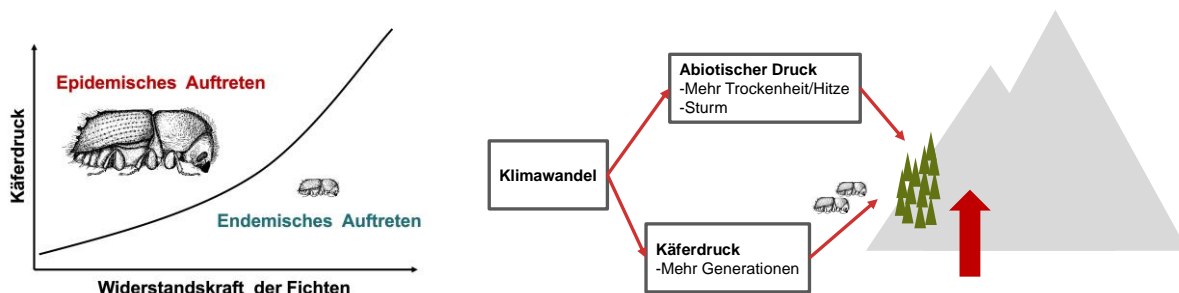 Epidemisches Auftreten
Käferdruck
Endemisches Auftreten
Widerstandskraft der Fichten
Klimawandel
Abiotischer Druck
-Mehr Trockenheit/Hitze
-Sturm
Käferdruck
-Mehr Generationen